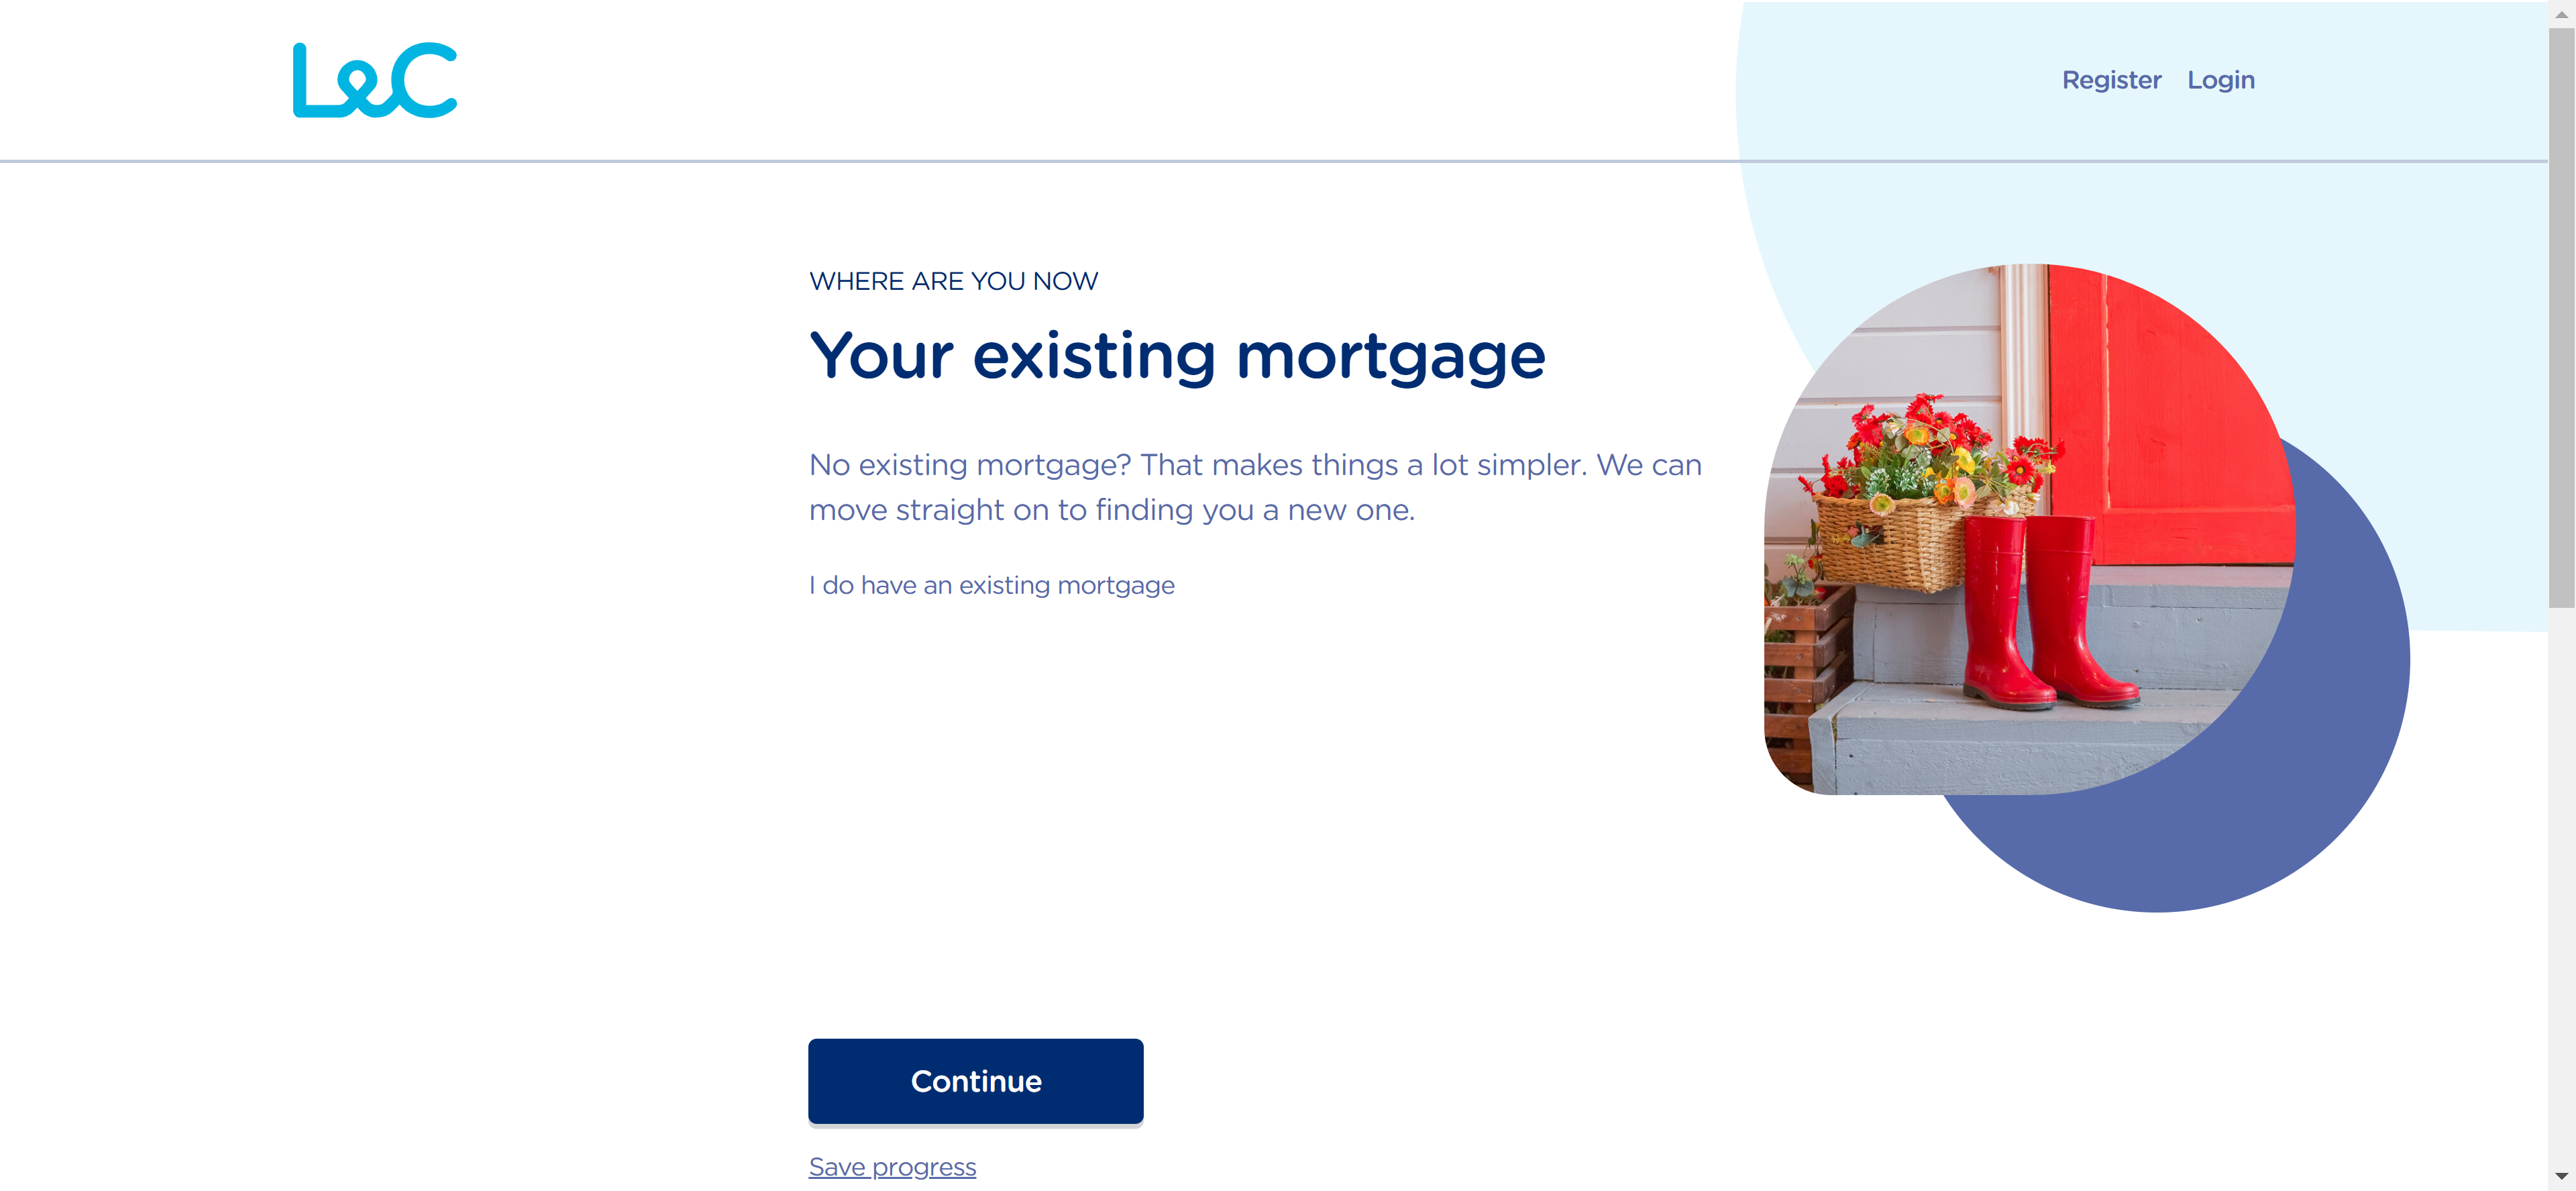 L&C
Register Login
WHERE ARE YOU NOW
Your existing mortgage
No existing mortgage? That makes things a lot simpler. We can
move straight on to finding you a new one.
I do have an existing mortgage
Continue
Save progress